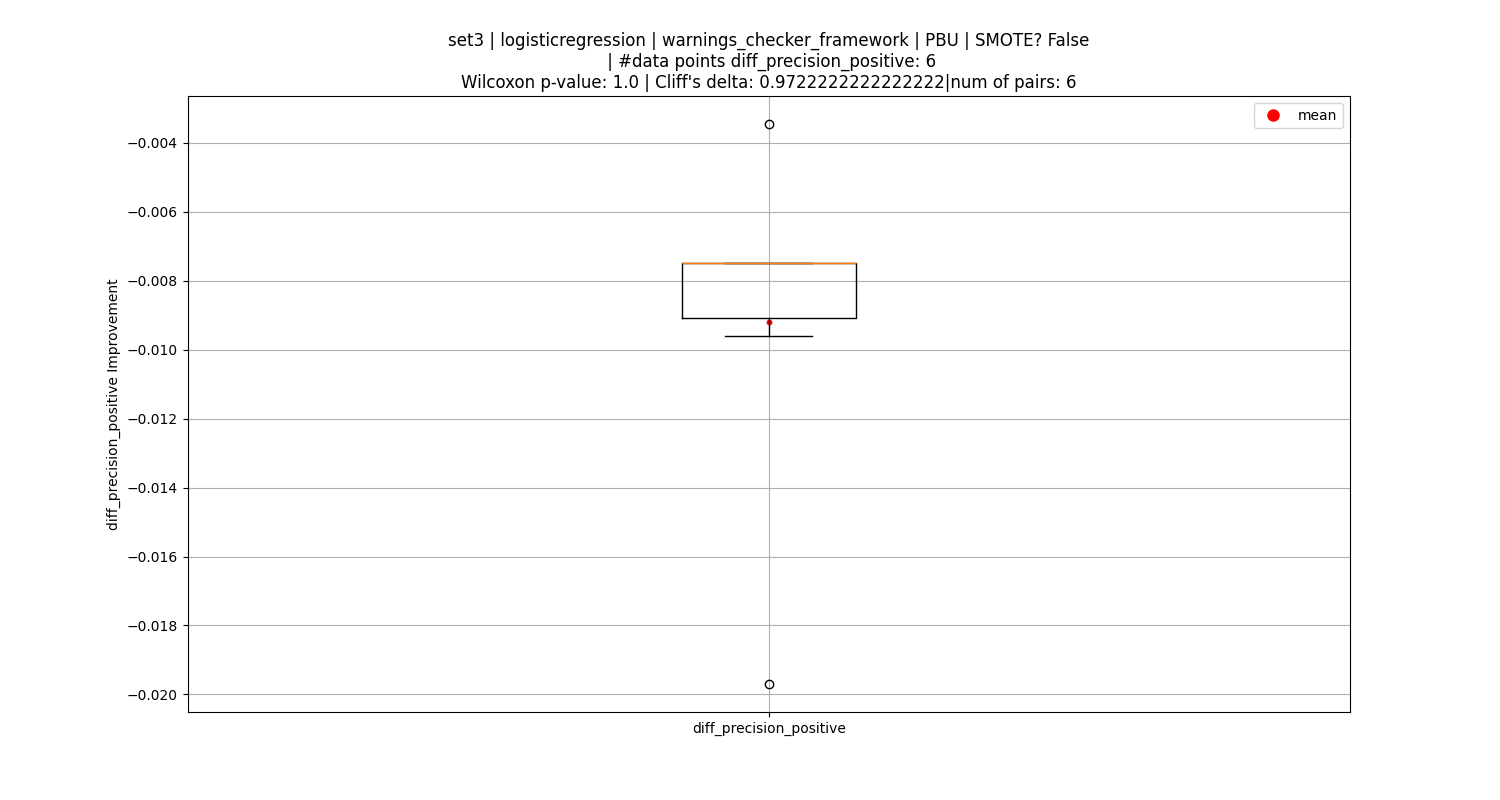 set3 | logisticregression | warnings_checker_framework | PBU | SMOTE? False
| #data points diff_precision_positive: 6
Wilcoxon p-value: 1.0 | Cliff's delta: 0.9722222222222222|num of pairs: 6
mean
−0.004
−0.006
−0.008
−0.010
−0.012
−0.014
−0.016
−0.018
−0.020
diff_precision_positive Improvement
diff_precision_positive